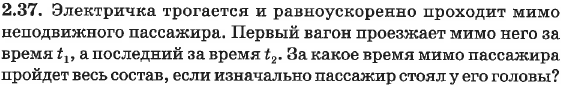 2.37. Электричка трогается и равноускоренно проходит мимо
неподвижного пассажира. Первый вагон проезжает мимо него за
время t₁, а последний за время t₂. За какое время мимо пассажира
пройдет весь состав, если изначально пассажир стоял у его головы?